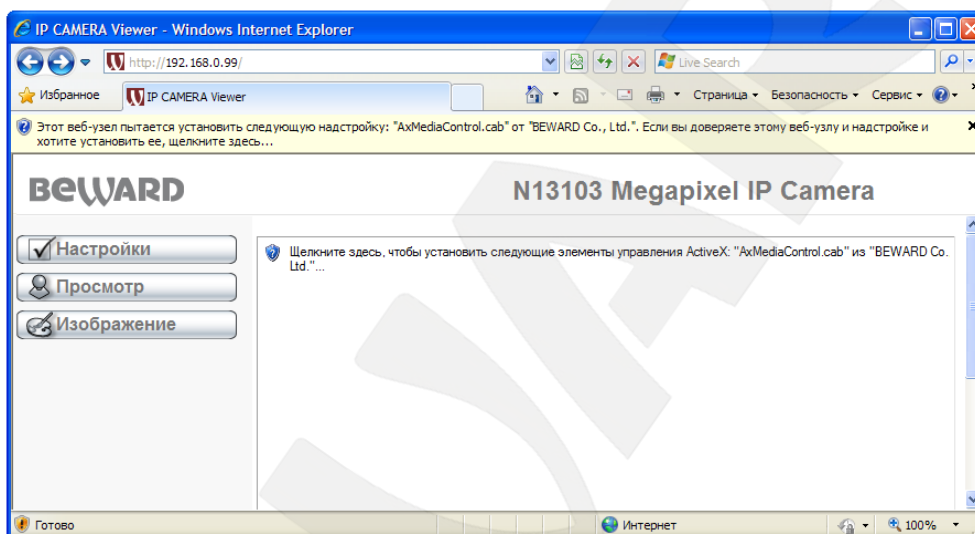 IP CAMERA Viewer - Windows Internet Explorer
http://192.168.0.99/
Live Search
Избранное
IP CAMERA Viewer
Страница
Безопасность
Сервис
Этот веб-узел пытается установить следующую надстройку: "AxMediaControl.cab" от "BEWARD Co., Ltd.". Если вы доверяете этому веб-узлу и надстройке и
хотите установить ее, щелкните здесь...
BEWARD
N13103 Megapixel IP Camera
Настройки
Просмотр
Изображение
Щелкните здесь, чтобы установить следующие элементы управления ActiveX: "AxMediaControl.cab" из "BEWARD Co.
Ltd."...
Готово
Интернет
100%